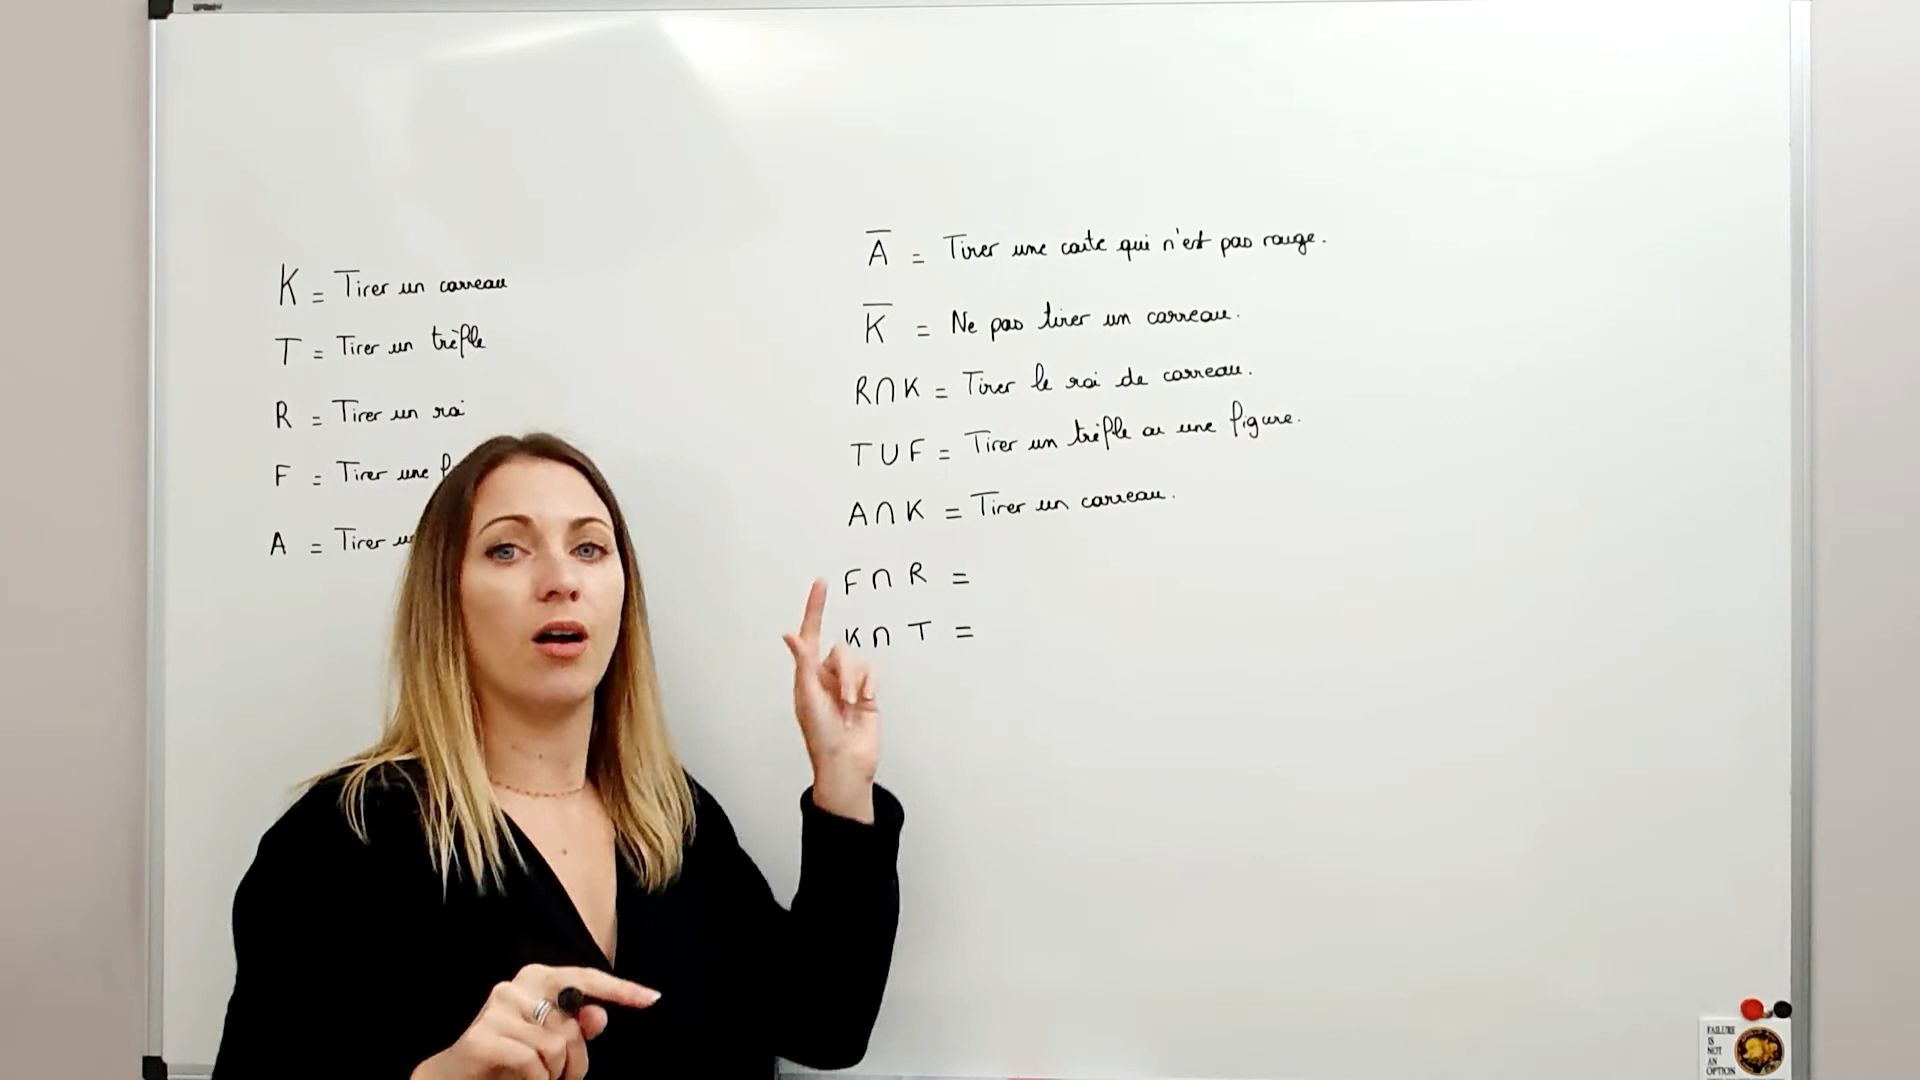 K = Tirer un carreau
T = Tirer un trèfle
R = Tirer un roi
F = Tirer une
A = Tirer
A̅ = Tirer une carte qui n'est pas rouge.
K̅ = Ne pas tirer un carreau.
R∩K = Tirer le roi de carreau.
T∪F = Tirer un trèfle ou une figure.
A∩K = Tirer un carreau.
F∩R =
K∩T =
FAILURE
IS
NOT
AN
OPTION